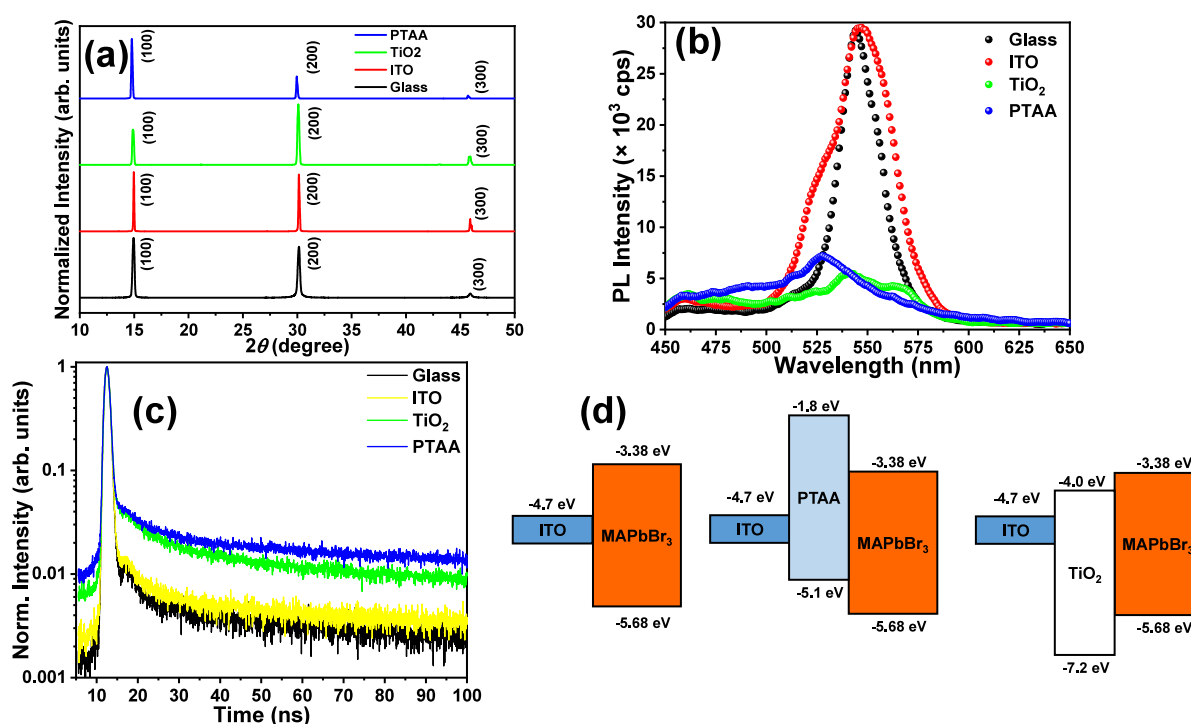 (a)
Normalized Intensity (arb. units)
PTAA
TiO2
ITO
Glass
(100)
(200)
(300)
(100)
(200)
(300)
(100)
(200)
(300)
(100)
(200)
(300)
10 15 20 25 30 35 40 45 50
2θ (degree)
(b)
PL Intensity (× 10³ cps)
30
25
20
15
10
5
0
Glass
ITO
TiO₂
PTAA
450 475 500 525 550 575 600 625 650
Wavelength (nm)
(c)
Norm. Intensity (arb. units)
1
0.1
0.01
0.001
Glass
ITO
TiO₂
PTAA
10 20 30 40 50 60 70 80 90 100
Time (ns)
(d)
-3.38 eV
-4.7 eV
ITO
MAPbBr₃
-5.68 eV
-1.8 eV
-3.38 eV
-4.7 eV
PTAA
ITO
MAPbBr₃
-5.1 eV
-5.68 eV
-3.38 eV
-4.7 eV
-4.0 eV
ITO
MAPbBr₃
TiO₂
-5.68 eV
-7.2 eV